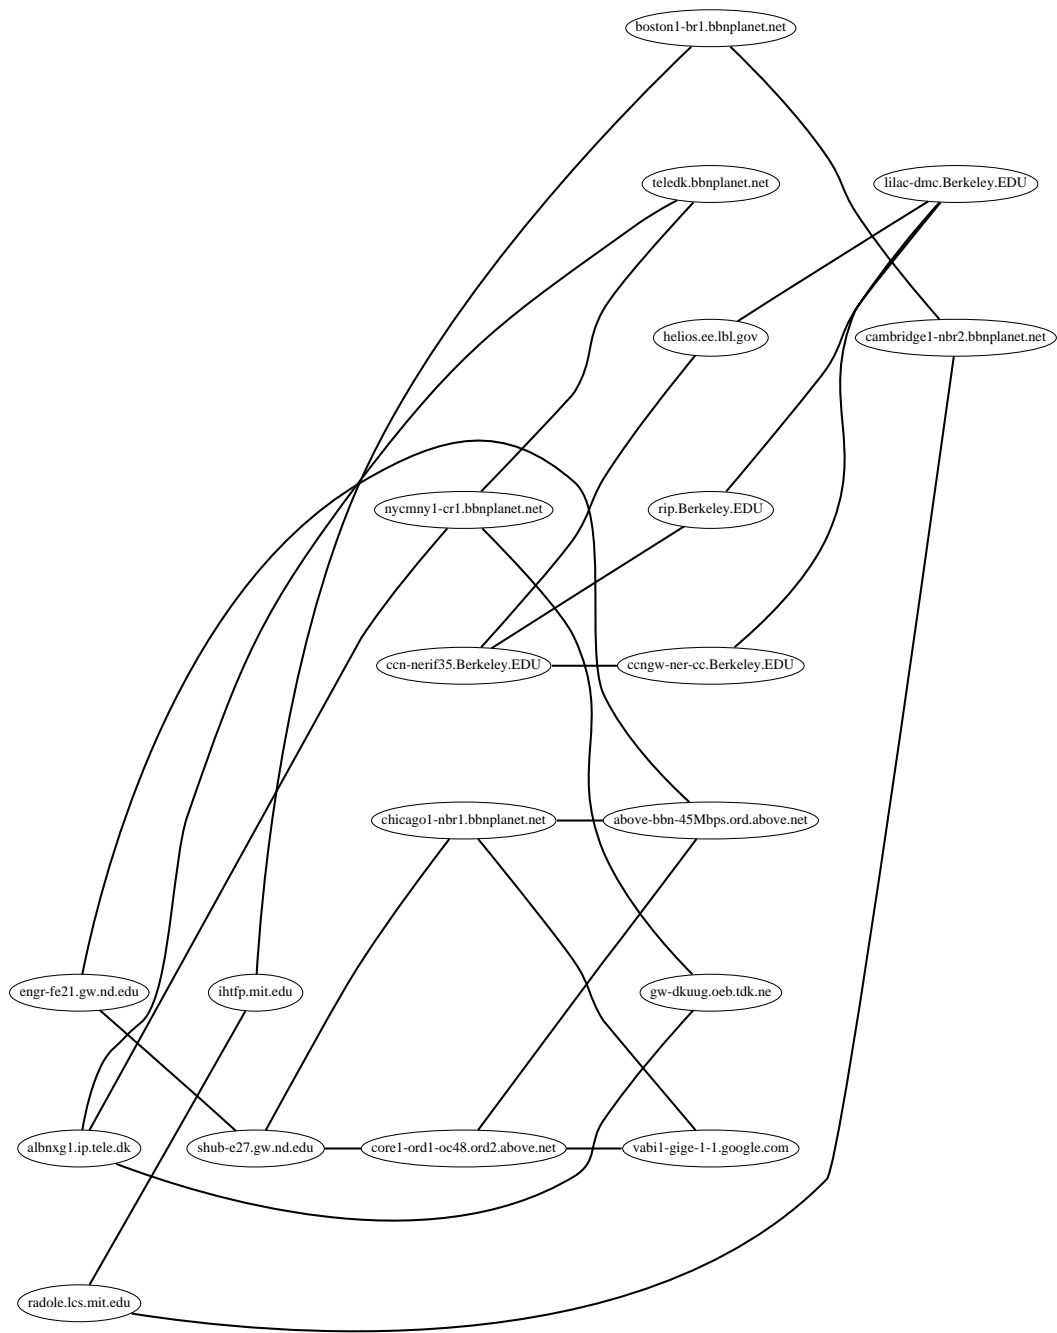 boston1-br1.bbnplanet.net
teledk.bbnplanet.net
lilac-dmc.Berkeley.EDU
helios.ee.lbl.gov
cambridge1-nbr2.bbnplanet.net
nycmny1-cr1.bbnplanet.net
rip.Berkeley.EDU
ccn-nerif35.Berkeley.EDU
ccngw-ner-cc.Berkeley.EDU
chicago1-nbr1.bbnplanet.net
above-bbn-45Mbps.ord.above.net
engr-fe21.gw.nd.edu
ihtfp.mit.edu
gw-dkuug.oeb.tdk.ne
albnxg1.ip.tele.dk
shub-e27.gw.nd.edu
core1-ord1-oc48.ord2.above.net
vabi1-gige-1-1.google.com
radole.lcs.mit.edu